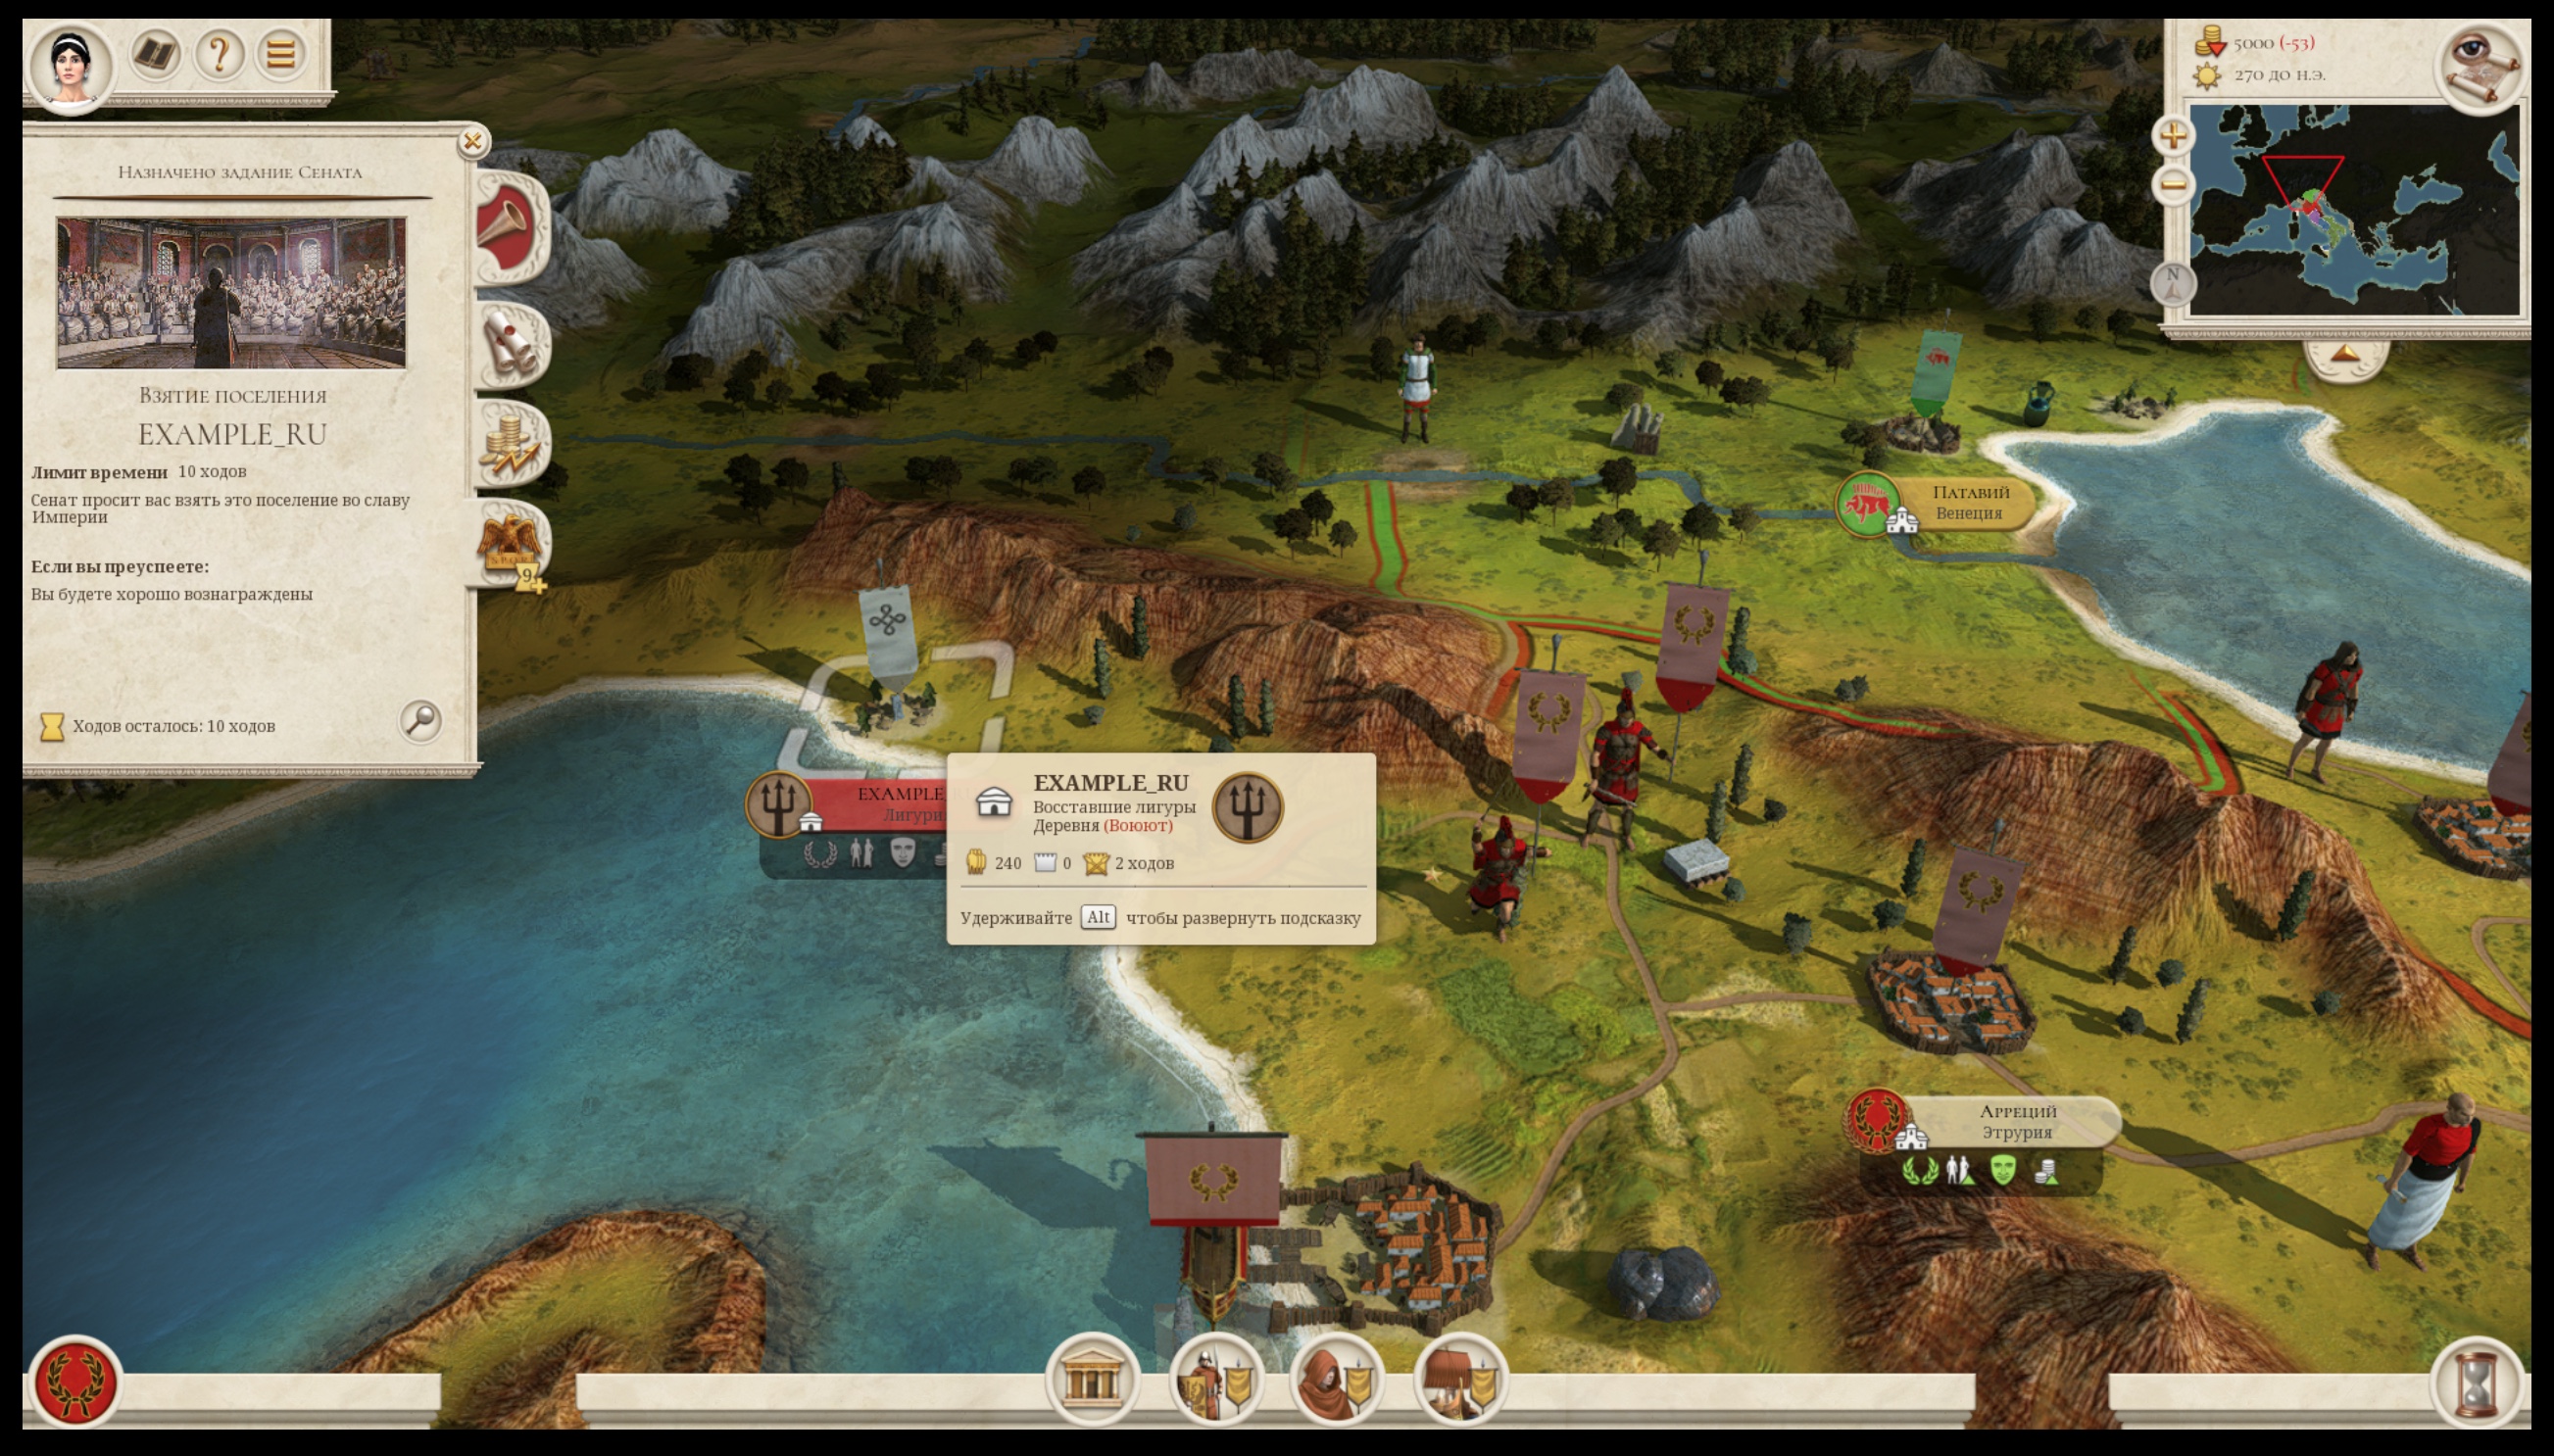 5000 (-53)
270 до н.э.
N
Назначено задание Сената
Взятие поселения
EXAMPLE_RU
Лимит времени 10 ходов
Сенат просит вас взять это поселение во славу
Империи
Если вы преуспеете:
Вы будете хорошо вознаграждены
Ходов осталось: 10 ходов
9
Патавий
Венеция
EXAMPLE_RU
Восставшие лигуры
Деревня (Воюют)
240 0 2 ходов
Удерживайте Alt чтобы развернуть подсказку
Арреций
Этрурия